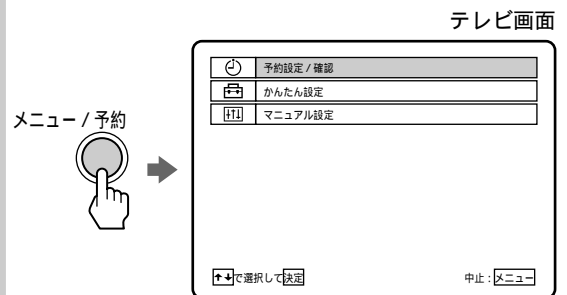 テレビ画面
メニュー / 予約
予約設定 / 確認
かんたん設定
マニュアル設定
↑↓で選択して決定
中止 : メニュー